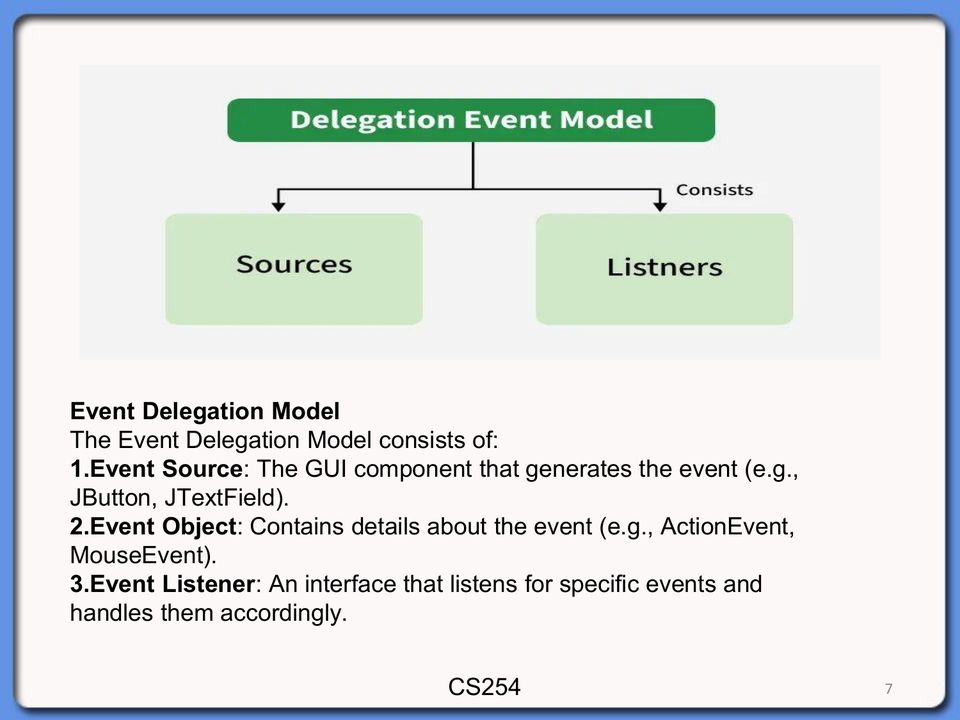 Delegation Event Model
Consists
Sources
Listners
Event Delegation Model
The Event Delegation Model consists of:
1.Event Source: The GUI component that generates the event (e.g.,
JButton, JTextField).
2.Event Object: Contains details about the event (e.g., ActionEvent,
MouseEvent).
3.Event Listener: An interface that listens for specific events and
handles them accordingly.
CS254
7